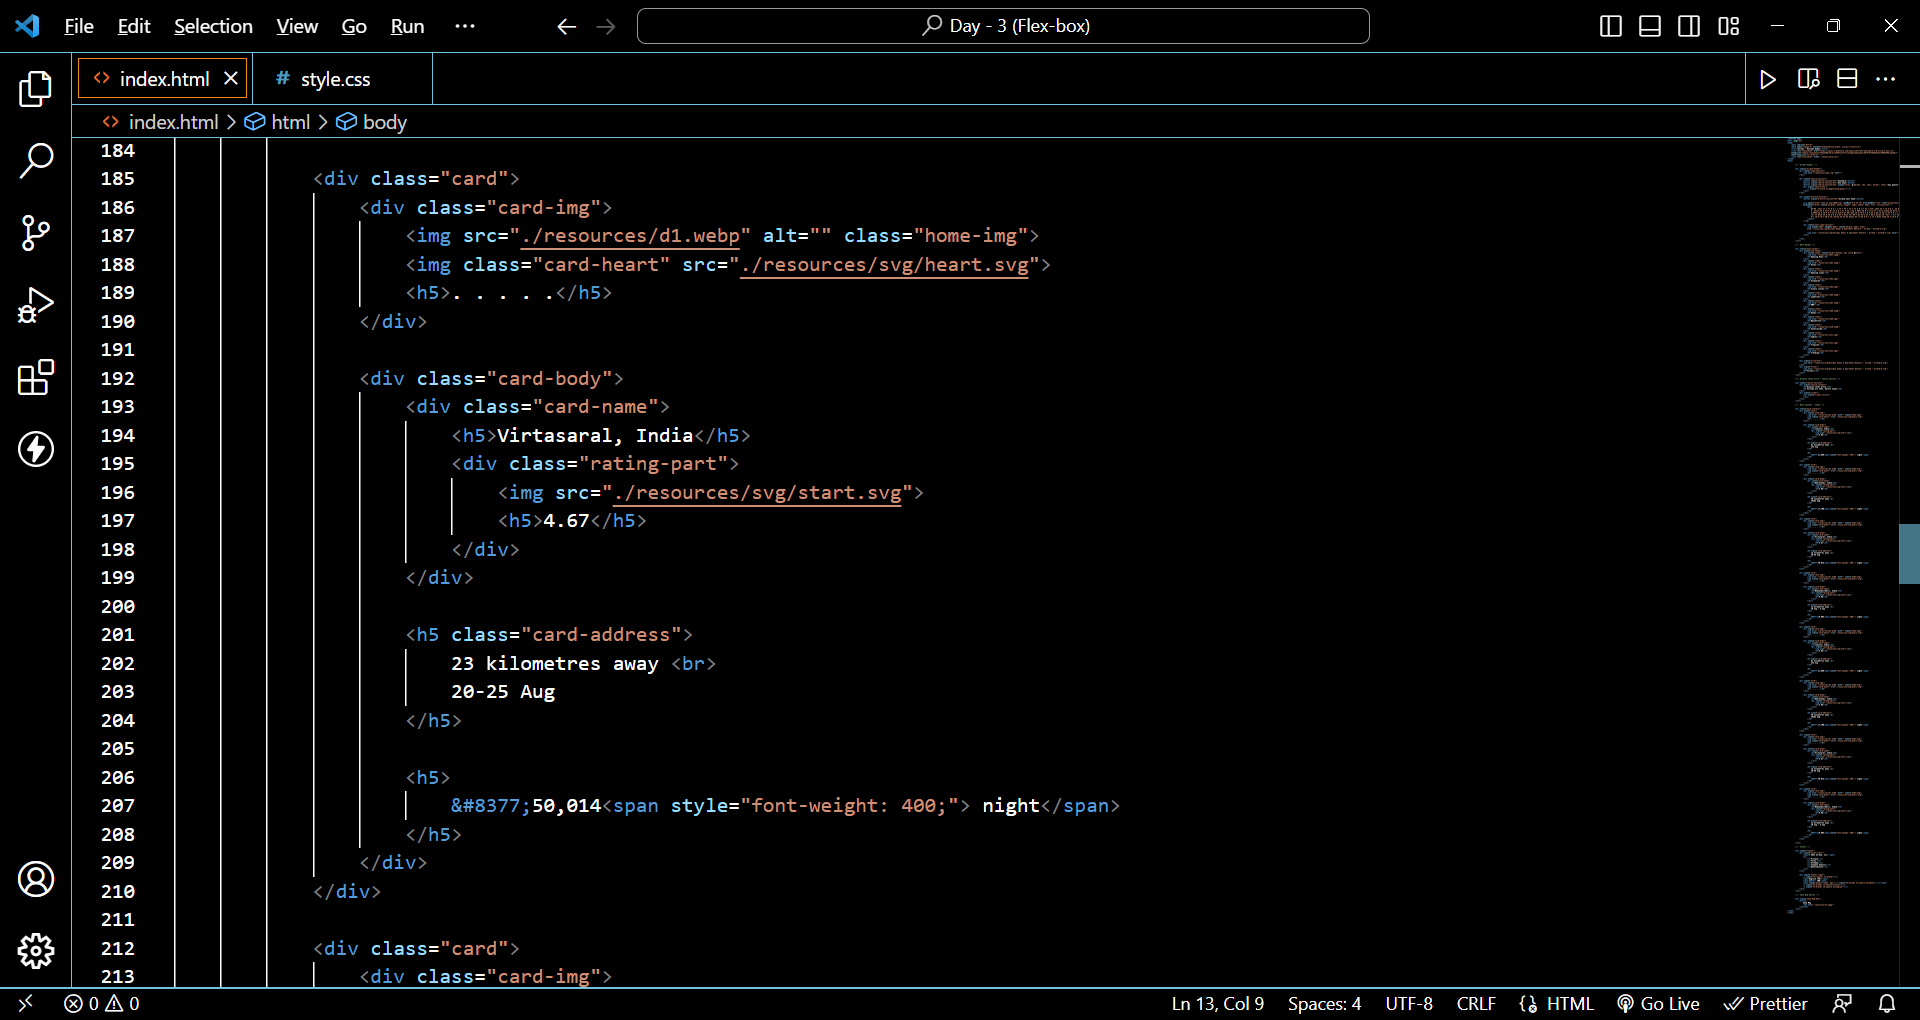 File Edit Selection View Go Run ··· Day - 3 (Flex-box)
index.html # style.css
index.html > html > body
184
185 <div class="card">
186 <div class="card-img">
187 <img src="./resources/d1.webp" alt="" class="home-img">
188 <img class="card-heart" src="./resources/svg/heart.svg">
189 <h5>. . . . .</h5>
190 </div>
191
192 <div class="card-body">
193 <div class="card-name">
194 <h5>Virtasaral, India</h5>
195 <div class="rating-part">
196 <img src="./resources/svg/start.svg">
197 <h5>4.67</h5>
198 </div>
199 </div>
200
201 <h5 class="card-address">
202 23 kilometres away <br>
203 20-25 Aug
204 </h5>
205
206 <h5>
207 &#8377;50,014<span style="font-weight: 400;"> night</span>
208 </h5>
209 </div>
210 </div>
211
212 <div class="card">
213 <div class="card-img">
0 0 Ln 13, Col 9 Spaces: 4 UTF-8 CRLF HTML Go Live Prettier